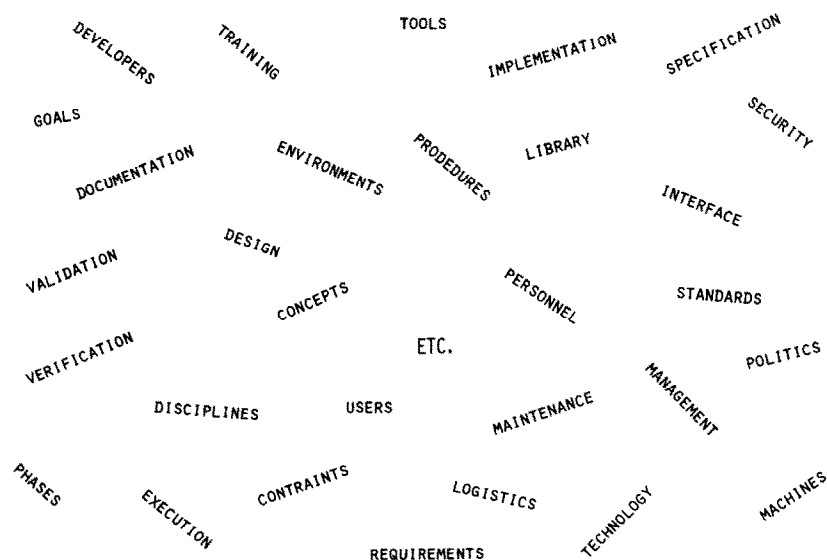 TOOLS
DEVELOPERS
TRAINING
IMPLEMENTATION
SPECIFICATION
GOALS
SECURITY
DOCUMENTATION
ENVIRONMENTS
PRODEDURES
LIBRARY
INTERFACE
DESIGN
VALIDATION
CONCEPTS
PERSONNEL
STANDARDS
VERIFICATION
ETC.
POLITICS
DISCIPLINES
USERS
MAINTENANCE
MANAGEMENT
PHASES
EXECUTION
CONTRAINTS
LOGISTICS
TECHNOLOGY
MACHINES
REQUIREMENTS